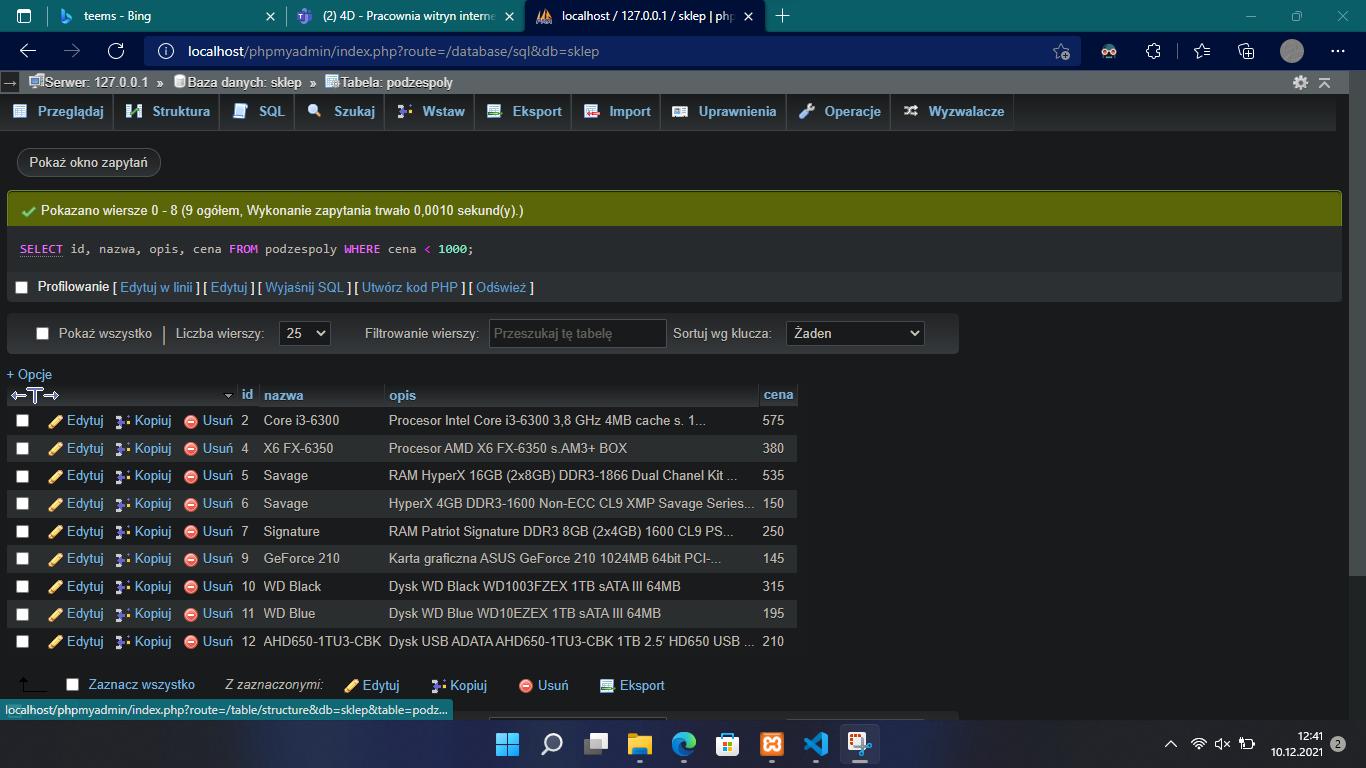 teems - Bing
(2) 4D - Pracownia witryn interne
localhost / 127.0.0.1 / sklep | php
localhost/phpmyadmin/index.php?route=/database/sql&db=sklep
Serwer: 127.0.0.1 » Baza danych: sklep » Tabela: podzespoly
Przeglądaj Struktura SQL Szukaj Wstaw Eksport Import Uprawnienia Operacje Wyzwalacze
Pokaż okno zapytań
Pokazano wiersze 0 - 8 (9 ogółem, Wykonanie zapytania trwało 0,0010 sekund(y).)
SELECT id, nazwa, opis, cena FROM podzespoly WHERE cena < 1000;
Profilowanie [ Edytuj w linii ] [ Edytuj ] [ Wyjaśnij SQL ] [ Utwórz kod PHP ] [ Odśwież ]
Pokaż wszystko | Liczba wierszy: 25 Filtrowanie wierszy: Przeszukaj tę tabelę Sortuj wg klucza: Żaden
+ Opcje
←T→ id nazwa opis cena
Edytuj Kopiuj Usuń 2 Core i3-6300 Procesor Intel Core i3-6300 3,8 GHz 4MB cache s. 1... 575
Edytuj Kopiuj Usuń 4 X6 FX-6350 Procesor AMD X6 FX-6350 s.AM3+ BOX 380
Edytuj Kopiuj Usuń 5 Savage RAM HyperX 16GB (2x8GB) DDR3-1866 Dual Chanel Kit ... 535
Edytuj Kopiuj Usuń 6 Savage HyperX 4GB DDR3-1600 Non-ECC CL9 XMP Savage Series... 150
Edytuj Kopiuj Usuń 7 Signature RAM Patriot Signature DDR3 8GB (2x4GB) 1600 CL9 PS... 250
Edytuj Kopiuj Usuń 9 GeForce 210 Karta graficzna ASUS GeForce 210 1024MB 64bit PCI-... 145
Edytuj Kopiuj Usuń 10 WD Black Dysk WD Black WD1003FZEX 1TB sATA III 64MB 315
Edytuj Kopiuj Usuń 11 WD Blue Dysk WD Blue WD10EZEX 1TB sATA III 64MB 195
Edytuj Kopiuj Usuń 12 AHD650-1TU3-CBK Dysk USB ADATA AHD650-1TU3-CBK 1TB 2.5' HD650 USB ... 210
Zaznacz wszystko Z zaznaczonymi: Edytuj Kopiuj Usuń Eksport
localhost/phpmyadmin/index.php?route=/table/structure&db=sklep&table=podz...
12:41
10.12.2021
2